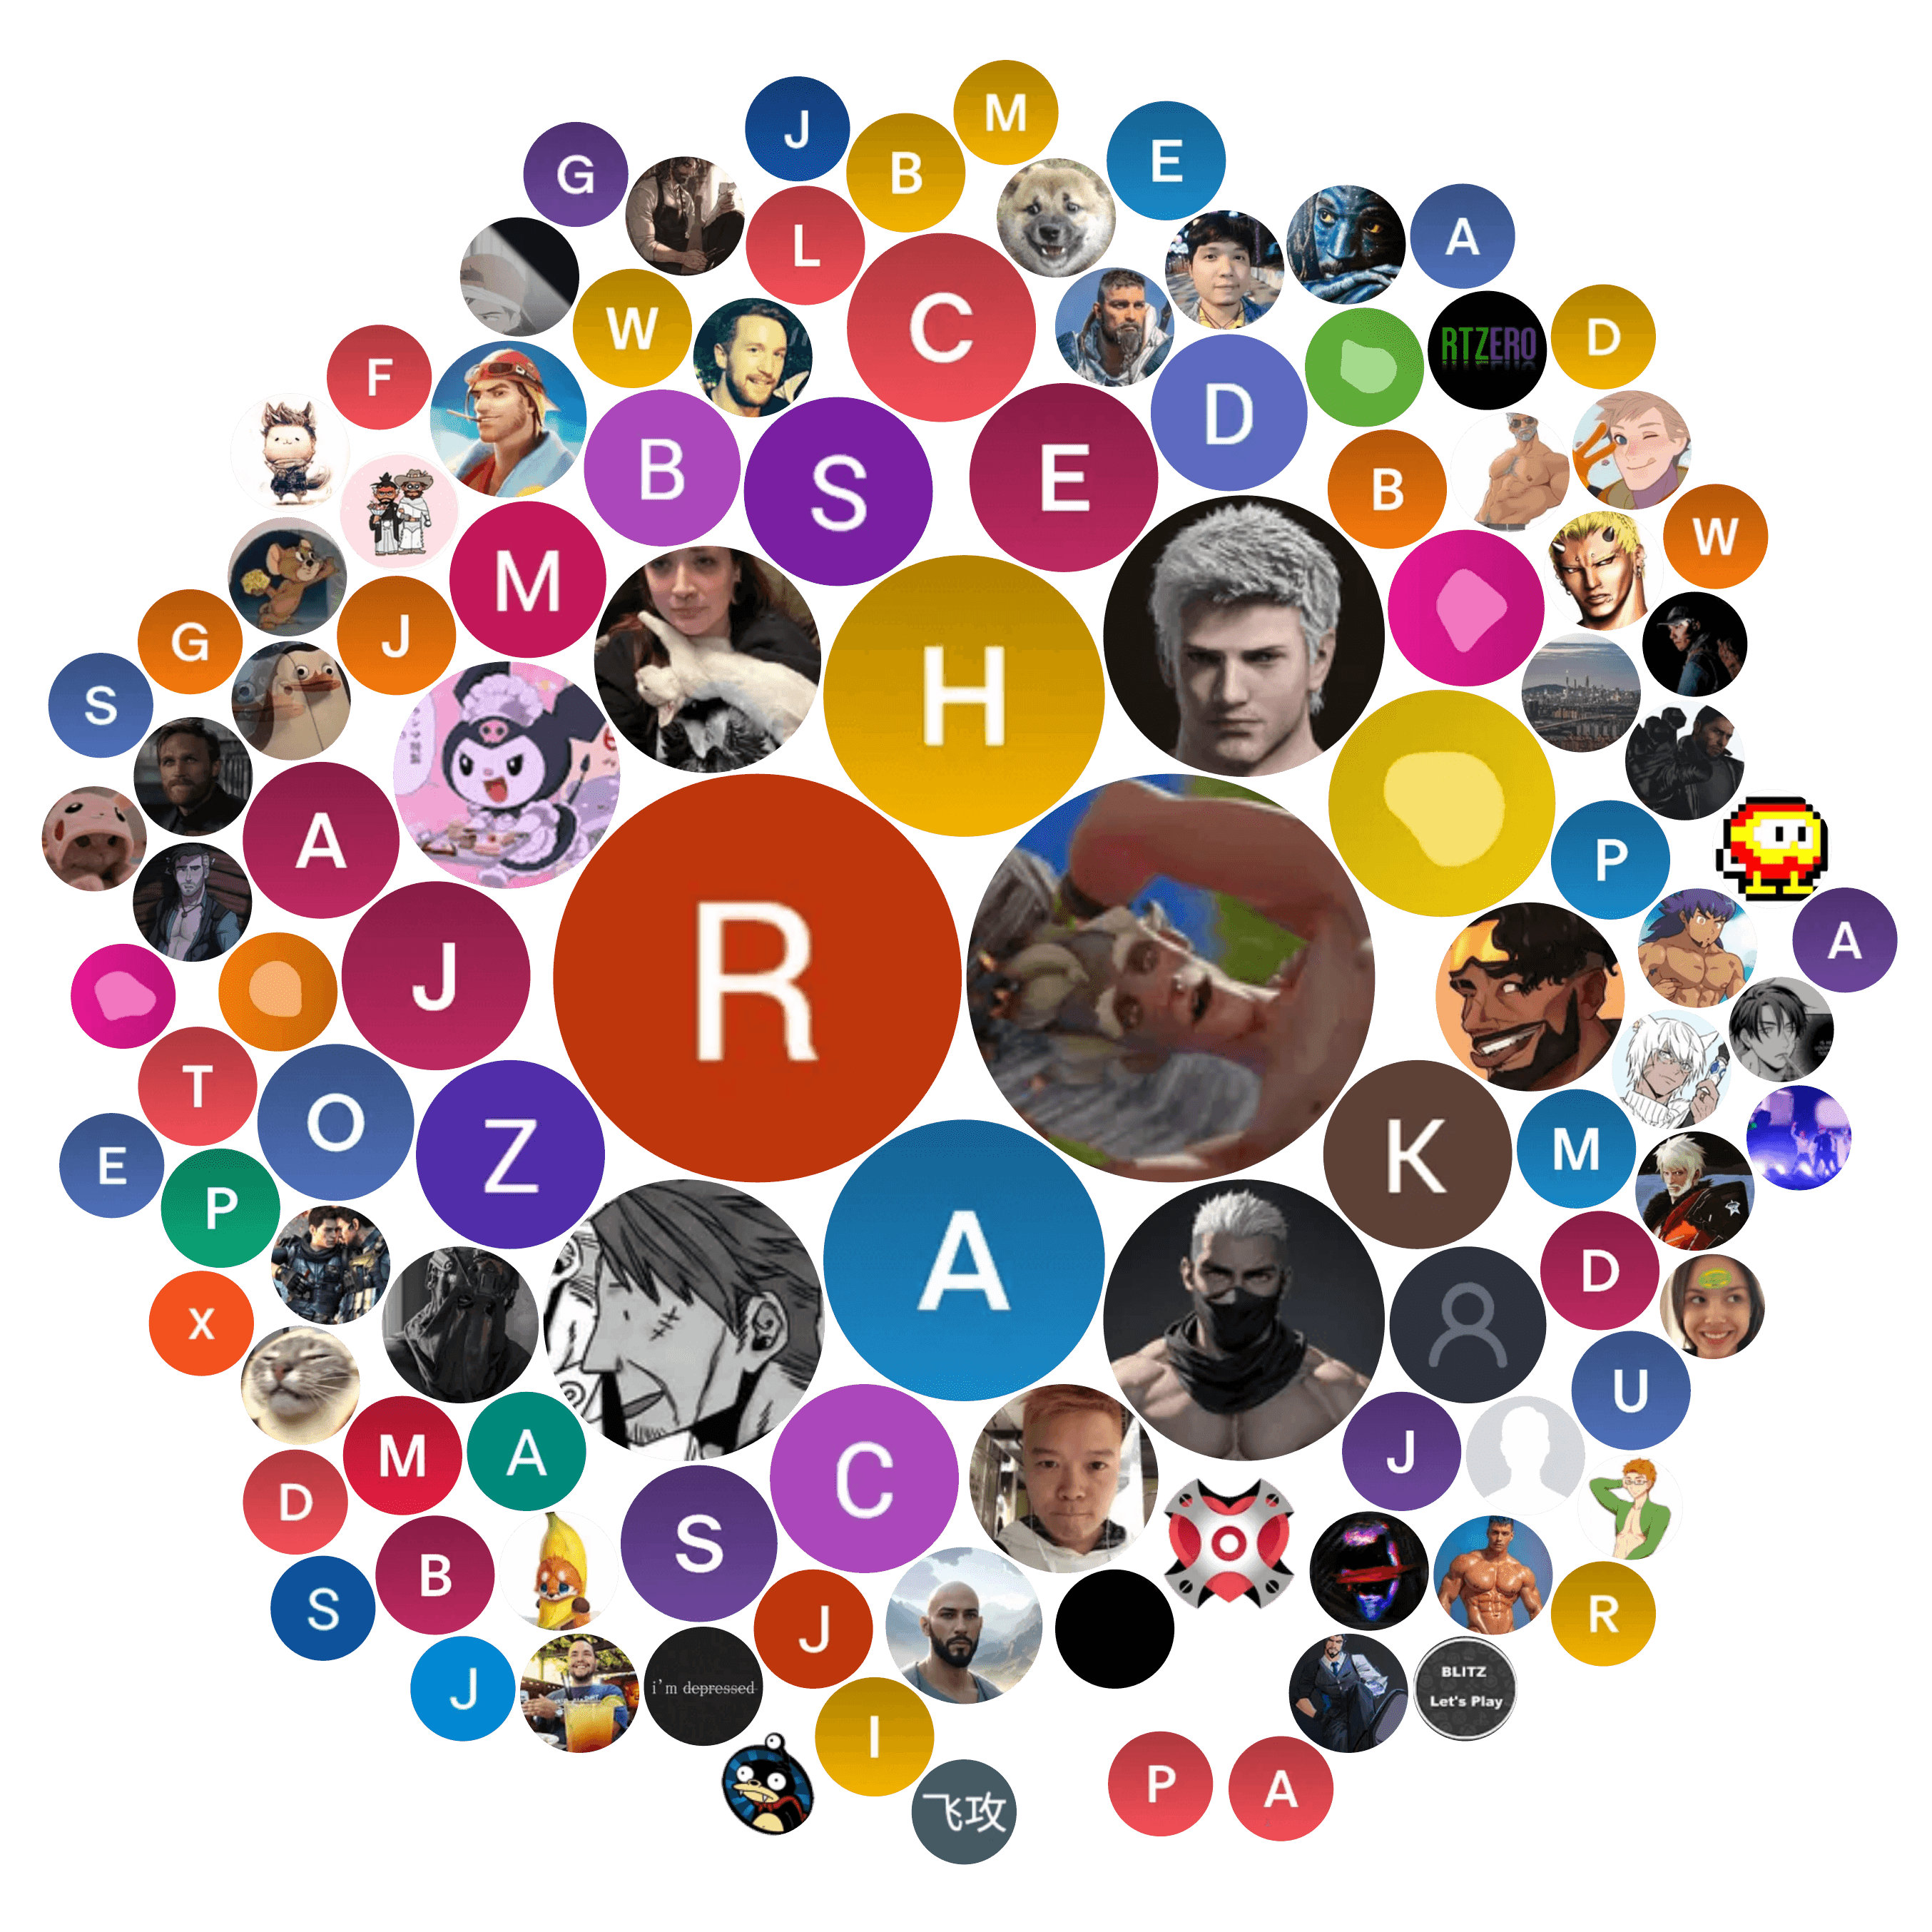 M
J
E
B
G
A
L
C
W
D
RTZERO
F
D
B
S
E
B
W
M
H
G
J
S
A
P
R
A
J
T
O
Z
K
M
E
P
A
D
X
U
M
A
J
C
D
S
B
S
J
R
J
i'm depressed
BLITZ
Let's Play
I
P
A
飞攻